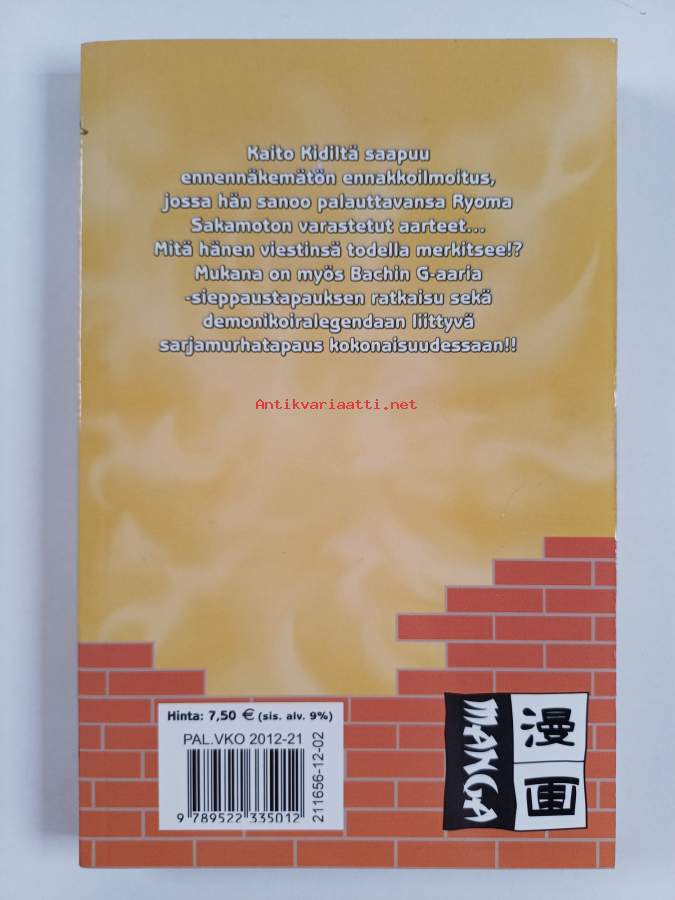 Kaito Kidiltä saapuu
ennennäkemätön ennakkoilmoitus,
jossa hän sanoo palauttavansa Ryoma
Sakamoton varastetut aarteet...
Mitä hänen viestinsä todella merkitsee!?
Mukana on myös Bachin G-aaria
-sieppaustapauksen ratkaisu sekä
demonikoiralegendaan liittyvä
sarjamurhatapaus kokonaisuudessaan!!
Antikvariaatti.net
Hinta: 7,50 € (sis. alv. 9%)
PAL.VKO 2012-21
211656-12-02
9 789522 335012
MANGA
漫画